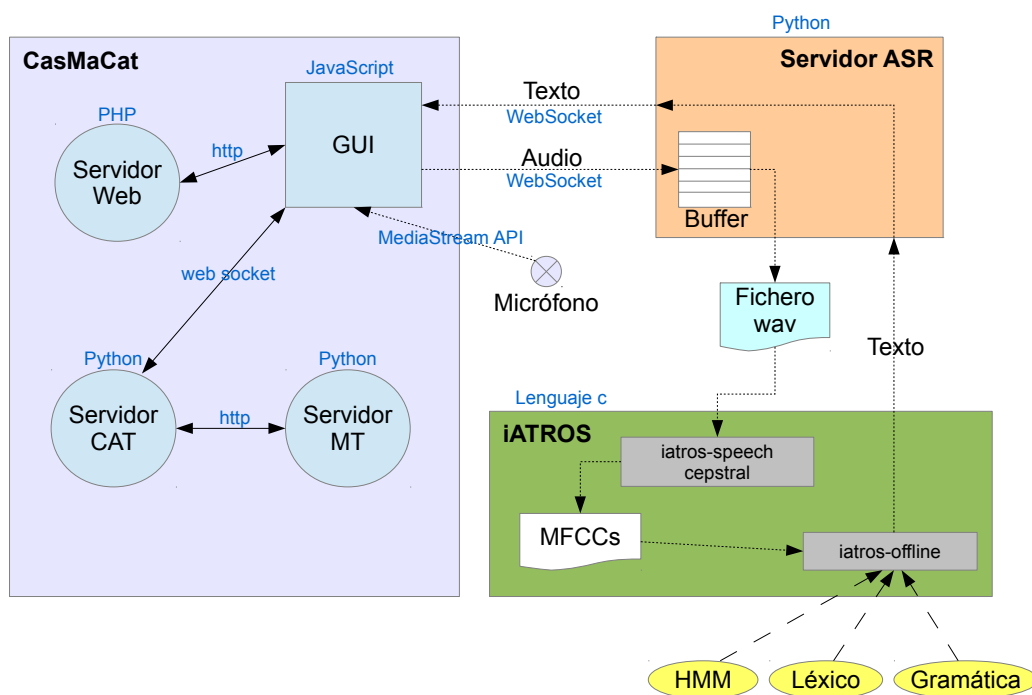 CasMaCat
JavaScript
PHP
Servidor
Web
http
GUI
web socket
Python
Servidor
CAT
http
Python
Servidor
MT
Texto
WebSocket
Audio
WebSocket
MediaStream API
Micrófono
Python
Servidor ASR
Buffer
Fichero
wav
Texto
Lenguaje c
iATROS
iatros-speech
cepstral
MFCCs
iatros-offline
HMM
Léxico
Gramática